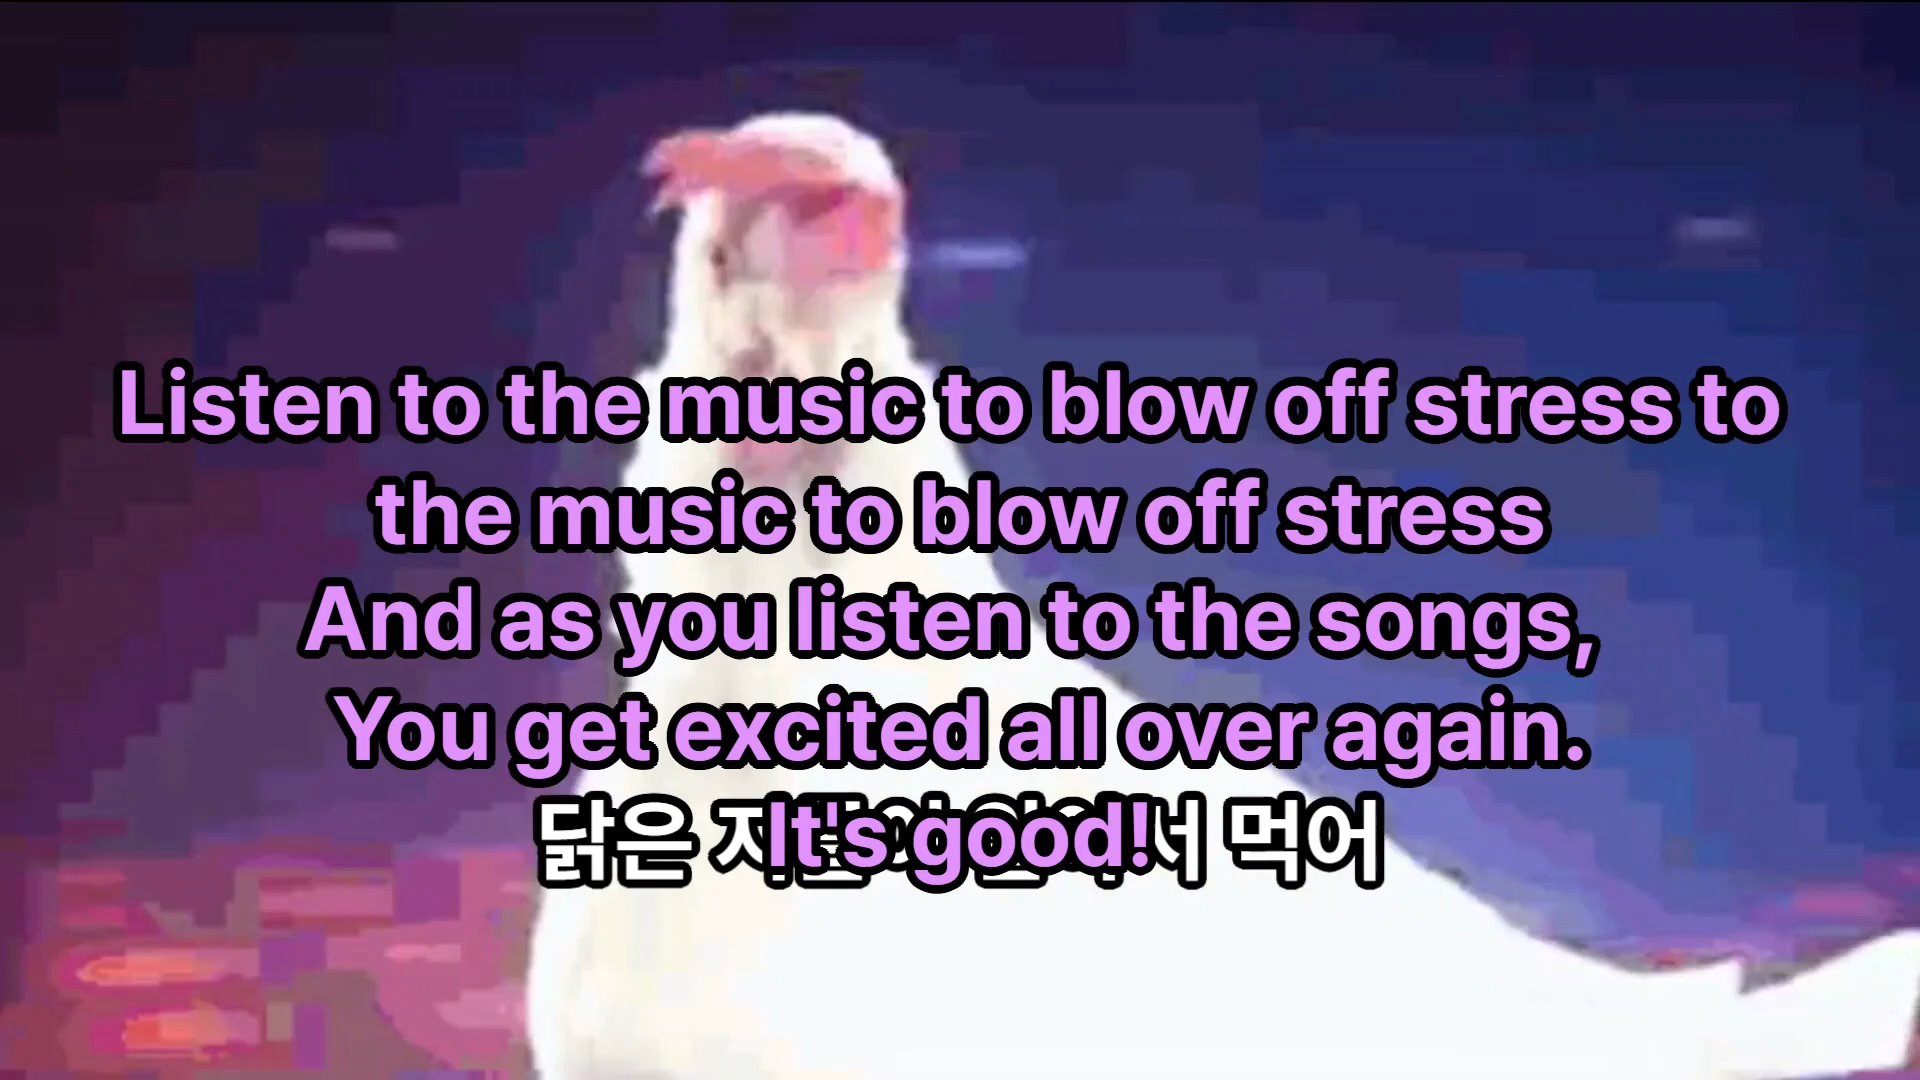 Listen to the music to blow off stress to
the music to blow off stress
And as you listen to the songs,
You get excited all over again.
It's good!
닮은 먹어